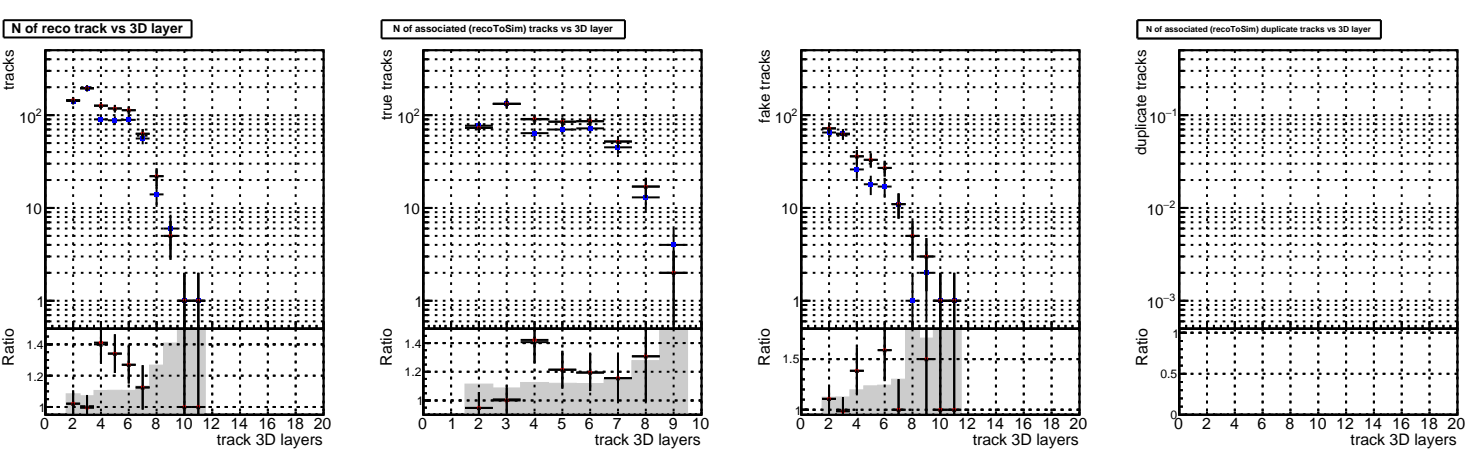 N of reco track vs 3D layer
tracks
10²
10
1
Ratio
1.4
1.2
1
0 2 4 6 8 10 12 14 16 18 20
track 3D layers
N of associated (recoToSim) tracks vs 3D layer
true tracks
10²
10
1
Ratio
1.4
1.2
1
0 1 2 3 4 5 6 7 8 9 10
track 3D layers
fake tracks
10²
10
1
Ratio
1.5
1
0 2 4 6 8 10 12 14 16 18 20
track 3D layers
N of associated (recoToSim) duplicate tracks vs 3D layer
duplicate tracks
10⁻¹
10⁻²
10⁻³
Ratio
1
0.5
0
0 2 4 6 8 10 12 14 16 18 20
track 3D layers